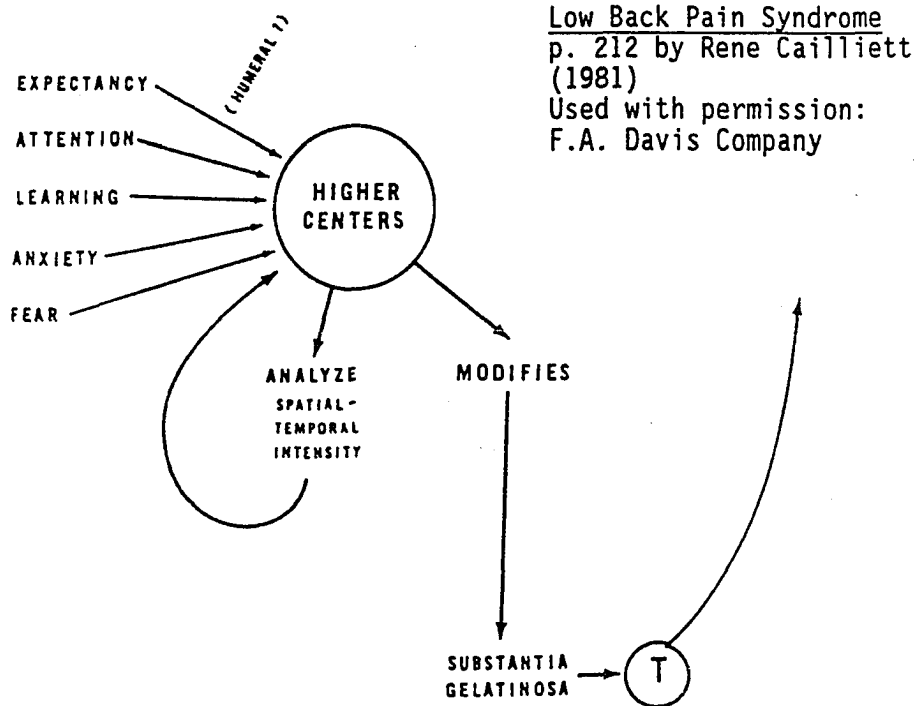 Low Back Pain Syndrome
p. 212 by Rene Cailliett
(1981)
Used with permission:
F.A. Davis Company
(HUMERAL ?)
EXPECTANCY
ATTENTION
LEARNING
ANXIETY
FEAR
HIGHER
CENTERS
ANALYZE
SPATIAL-
TEMPORAL
INTENSITY
MODIFIES
SUBSTANTIA
GELATINOSA
T